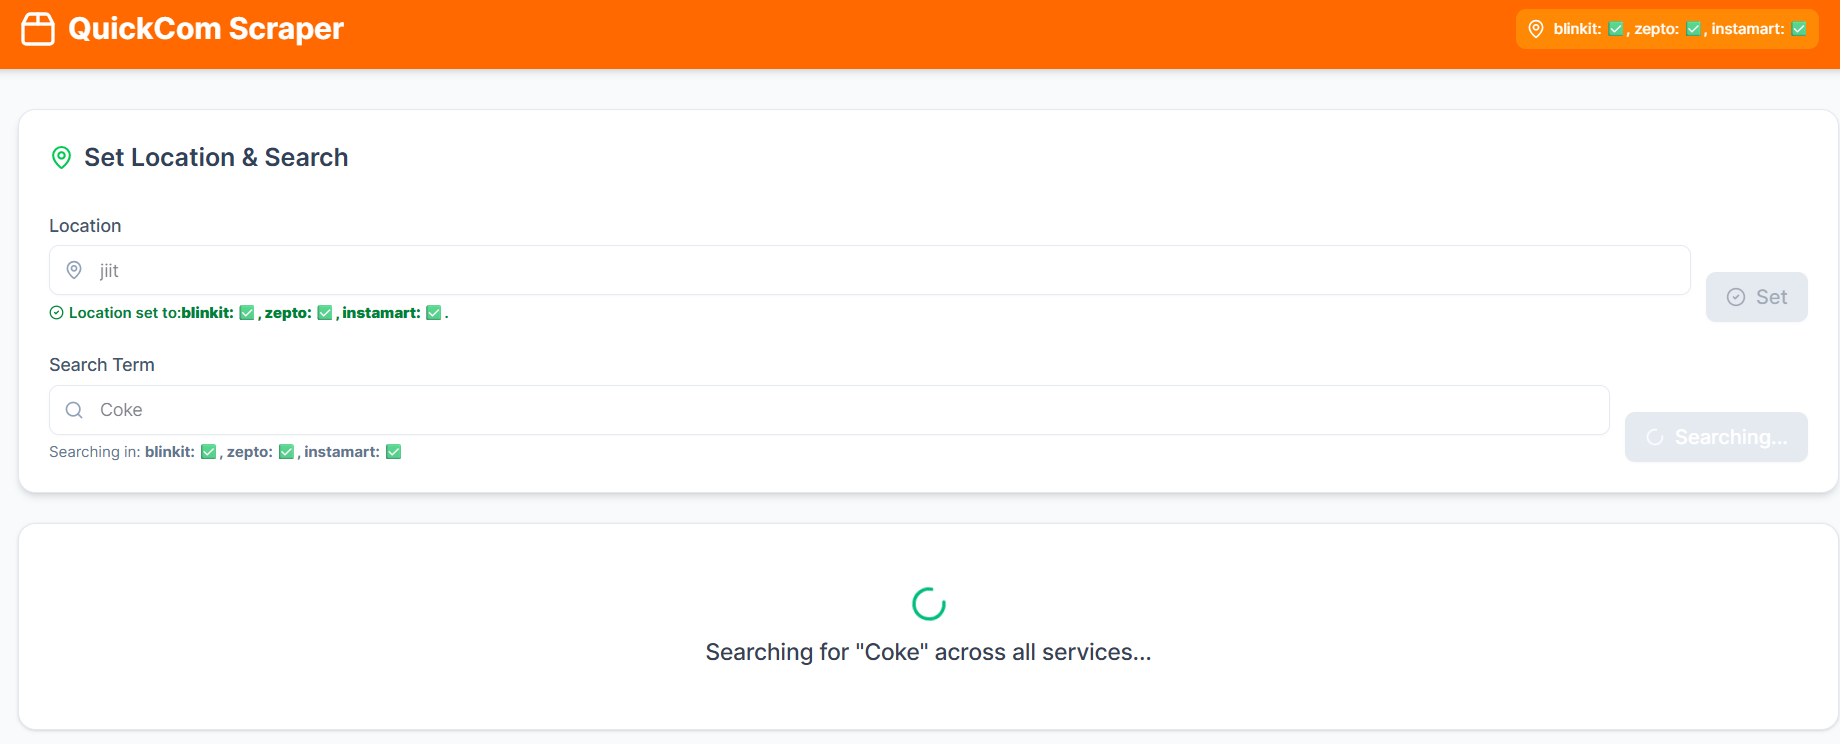 QuickCom Scraper
blinkit: ✅, zepto: ✅, instamart: ✅
Set Location & Search
Location
jiit
Set
Location set to:blinkit: ✅, zepto: ✅, instamart: ✅.
Search Term
Coke
Searching...
Searching in: blinkit: ✅, zepto: ✅, instamart: ✅
Searching for "Coke" across all services...